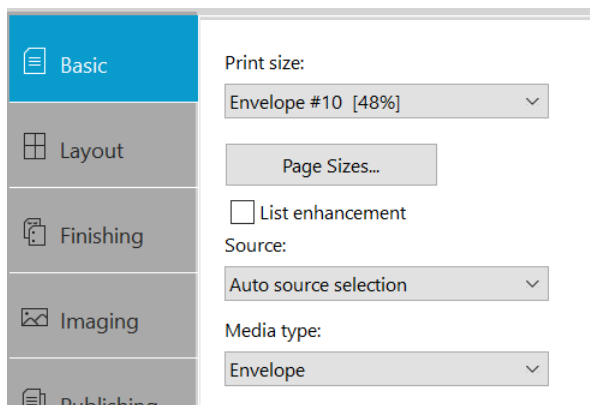 Basic
Layout
Finishing
Imaging
Publishing
Print size:
Envelope #10 [48%]
Page Sizes...
List enhancement
Source:
Auto source selection
Media type:
Envelope